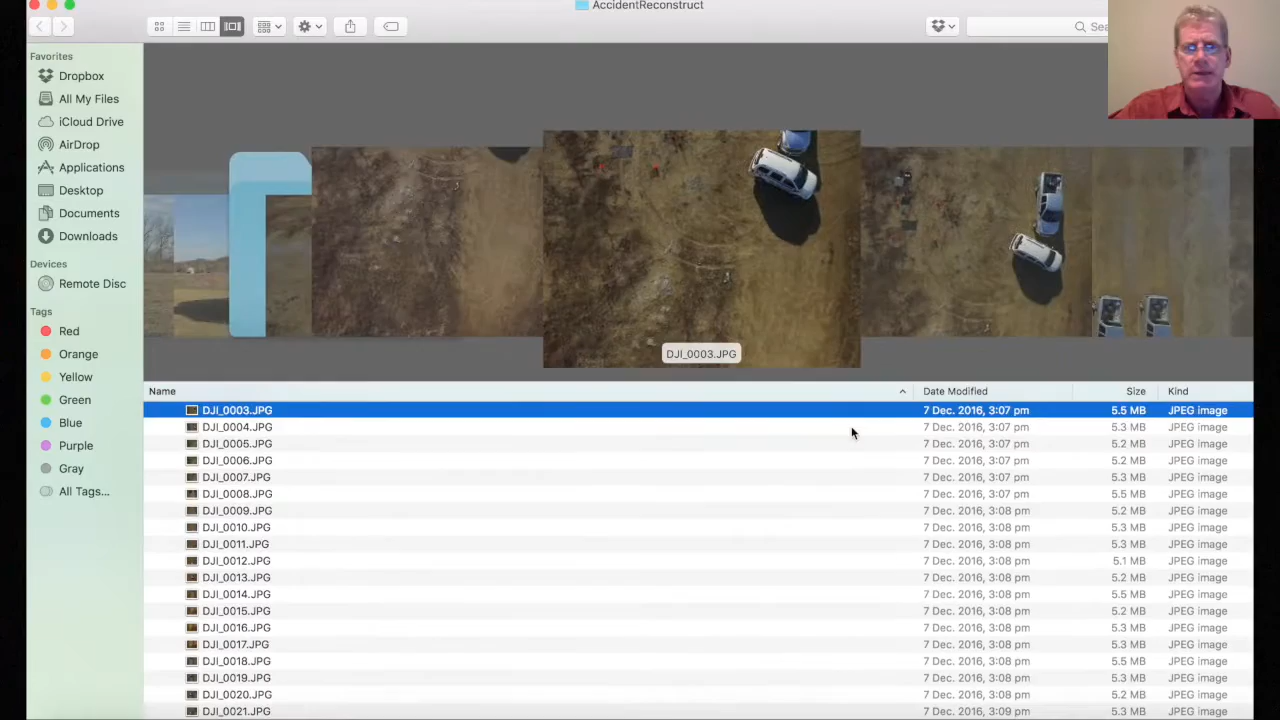 AccidentReconstruct
Sea
Favorites
Dropbox
All My Files
iCloud Drive
AirDrop
Applications
Desktop
Documents
Downloads
Devices
Remote Disc
Tags
Red
Orange
Yellow
Green
Blue
Purple
Gray
All Tags...
DJI_0003.JPG
Name Date Modified Size Kind
DJI_0003.JPG 7 Dec. 2016, 3:07 pm 5.5 MB JPEG image
DJI_0004.JPG 7 Dec. 2016, 3:07 pm 5.3 MB JPEG image
DJI_0005.JPG 7 Dec. 2016, 3:07 pm 5.2 MB JPEG image
DJI_0006.JPG 7 Dec. 2016, 3:07 pm 5.2 MB JPEG image
DJI_0007.JPG 7 Dec. 2016, 3:07 pm 5.3 MB JPEG image
DJI_0008.JPG 7 Dec. 2016, 3:07 pm 5.5 MB JPEG image
DJI_0009.JPG 7 Dec. 2016, 3:08 pm 5.2 MB JPEG image
DJI_0010.JPG 7 Dec. 2016, 3:08 pm 5.3 MB JPEG image
DJI_0011.JPG 7 Dec. 2016, 3:08 pm 5.2 MB JPEG image
DJI_0012.JPG 7 Dec. 2016, 3:08 pm 5.1 MB JPEG image
DJI_0013.JPG 7 Dec. 2016, 3:08 pm 5.2 MB JPEG image
DJI_0014.JPG 7 Dec. 2016, 3:08 pm 5.5 MB JPEG image
DJI_0015.JPG 7 Dec. 2016, 3:08 pm 5.2 MB JPEG image
DJI_0016.JPG 7 Dec. 2016, 3:08 pm 5.3 MB JPEG image
DJI_0017.JPG 7 Dec. 2016, 3:08 pm 5.3 MB JPEG image
DJI_0018.JPG 7 Dec. 2016, 3:08 pm 5.5 MB JPEG image
DJI_0019.JPG 7 Dec. 2016, 3:08 pm 5.3 MB JPEG image
DJI_0020.JPG 7 Dec. 2016, 3:08 pm 5.2 MB JPEG image
DJI_0021.JPG 7 Dec. 2016, 3:09 pm 5.3 MB JPEG image